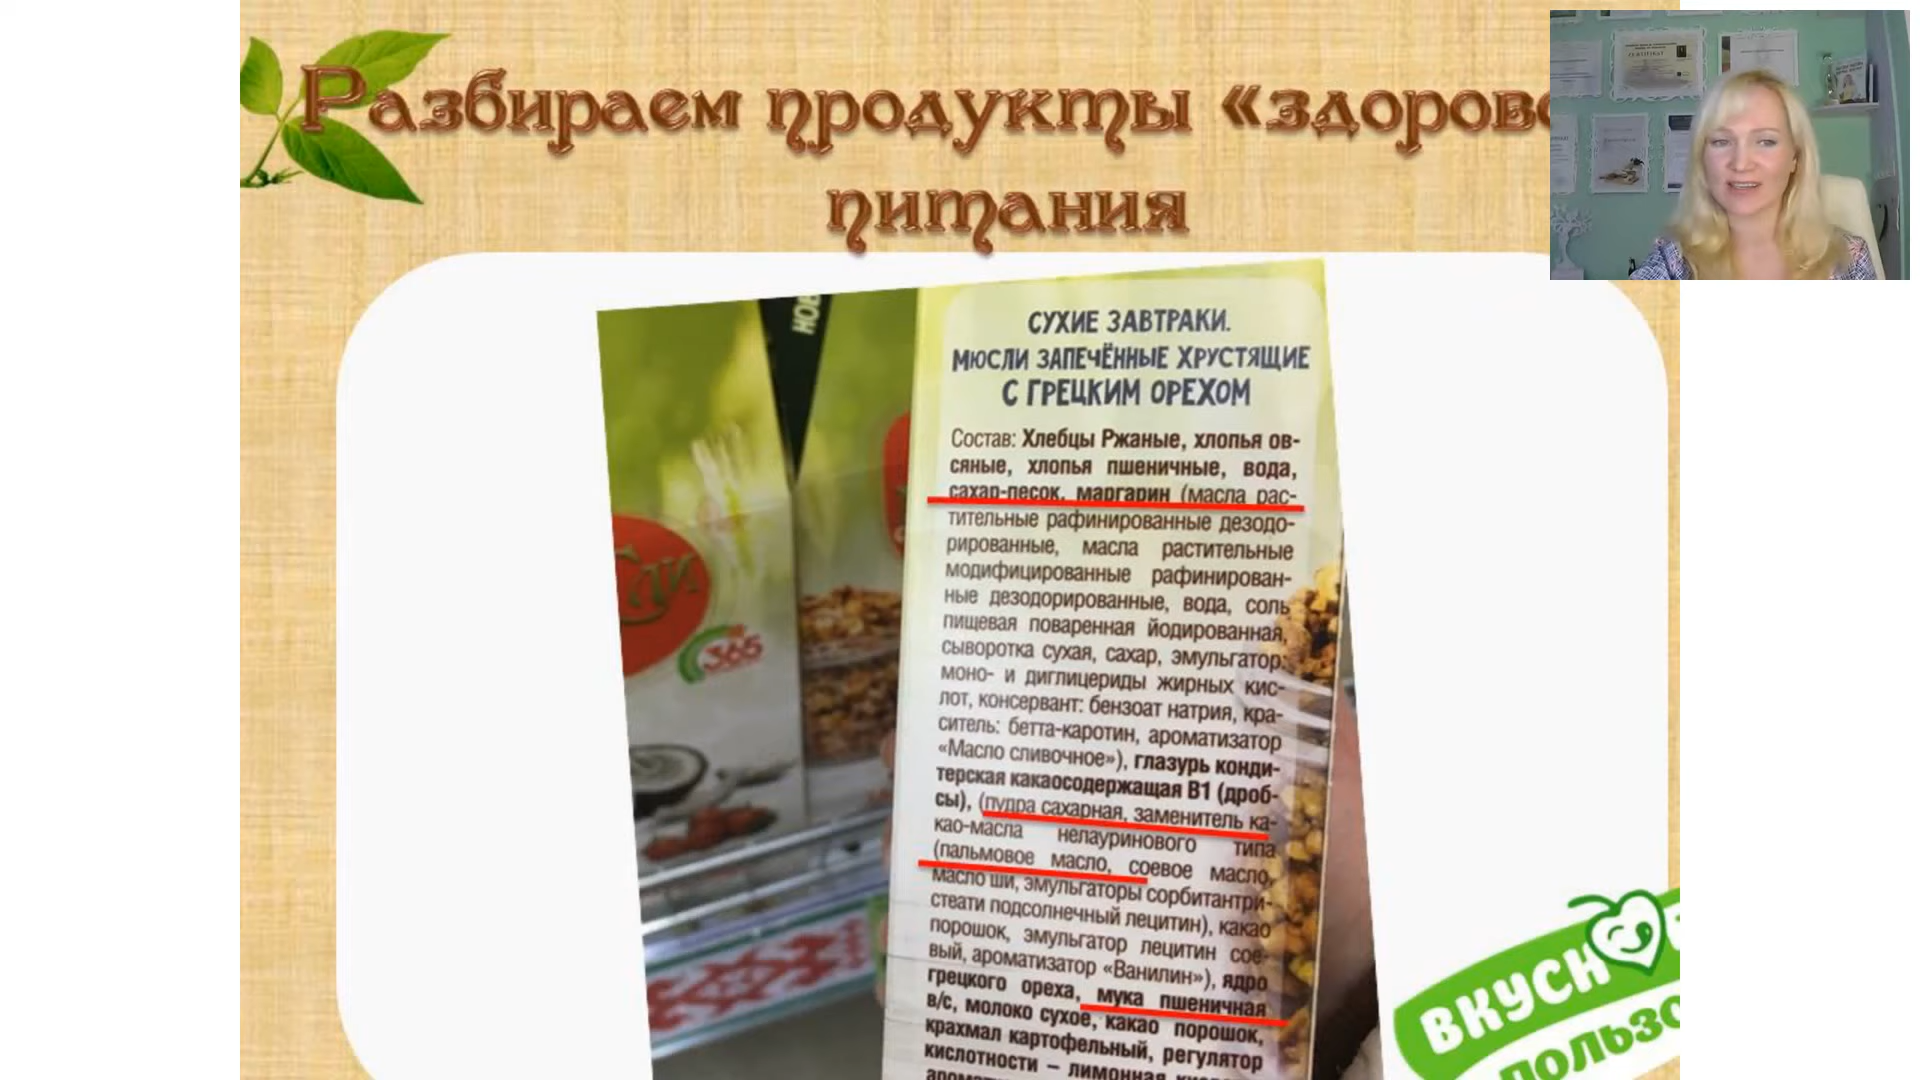 Разбираем продукты «здорово
питания
НОВ
СУХИЕ ЗАВТРАКИ.
МЮСЛИ ЗАПЕЧЁННЫЕ ХРУСТЯЩИЕ
С ГРЕЦКИМ ОРЕХОМ
Состав: Хлебцы Ржаные, хлопья ов-
сяные, хлопья пшеничные, вода,
сахар-песок, маргарин (масла рас-
тительные рафинированные дезодо-
рированные, масла растительные
модифицированные рафинирован-
ные дезодорированные, вода, соль
пищевая поваренная йодированная,
сыворотка сухая, сахар, эмульгатор:
моно- и диглицериды жирных кис-
лот, консервант: бензоат натрия, кра-
ситель: бетта-каротин, ароматизатор
«Масло сливочное»), глазурь конди-
терская какаосодержащая В1 (дроб-
сы), (пудра сахарная, заменитель ка-
као-масла нелауринового типа
(пальмовое масло, соевое масло,
масло ши, эмульгаторы сорбитантри-
стеати подсолнечный лецитин), какао
порошок, эмульгатор лецитин сое-
вый, ароматизатор «Ванилин»), ядро
грецкого ореха, мука пшеничная
в/с, молоко сухое, какао порошок,
крахмал картофельный, регулятор
кислотности – лимонная
365
ВКУСН
пользо